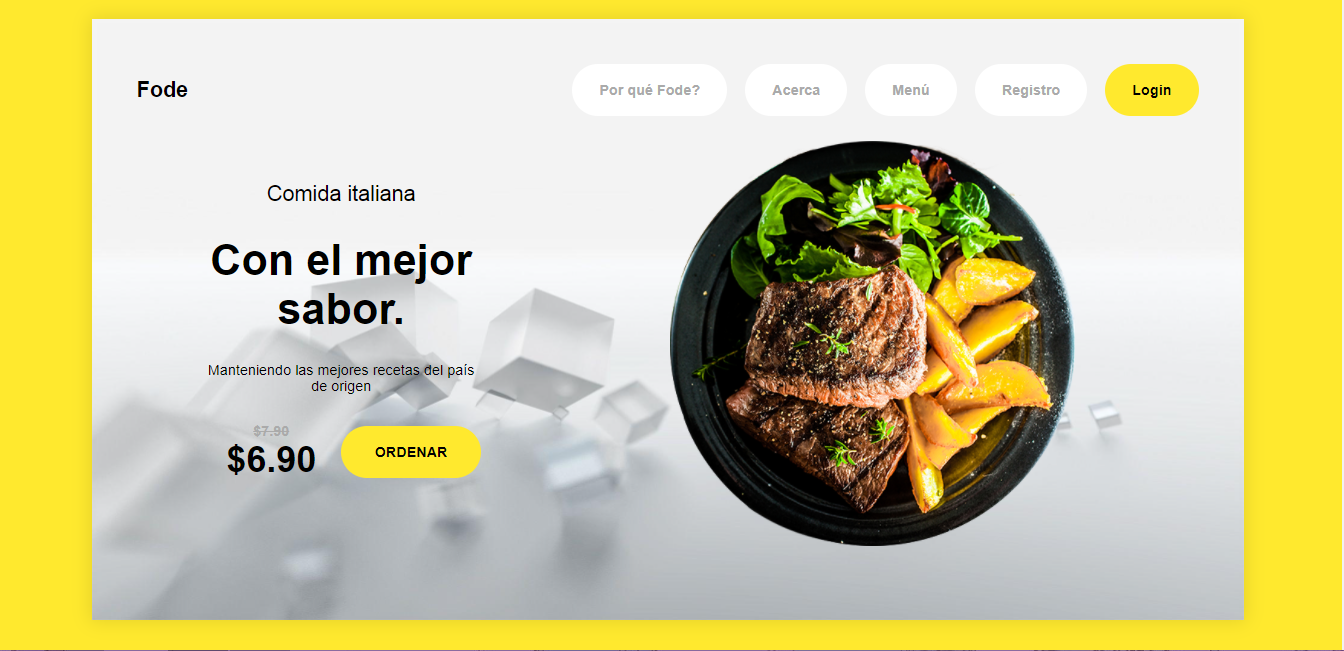 Fode
Por qué Fode?
Acerca
Menú
Registro
Login
Comida italiana
Con el mejor
sabor.
Manteniendo las mejores recetas del país
de origen
$7.90
$6.90
ORDENAR